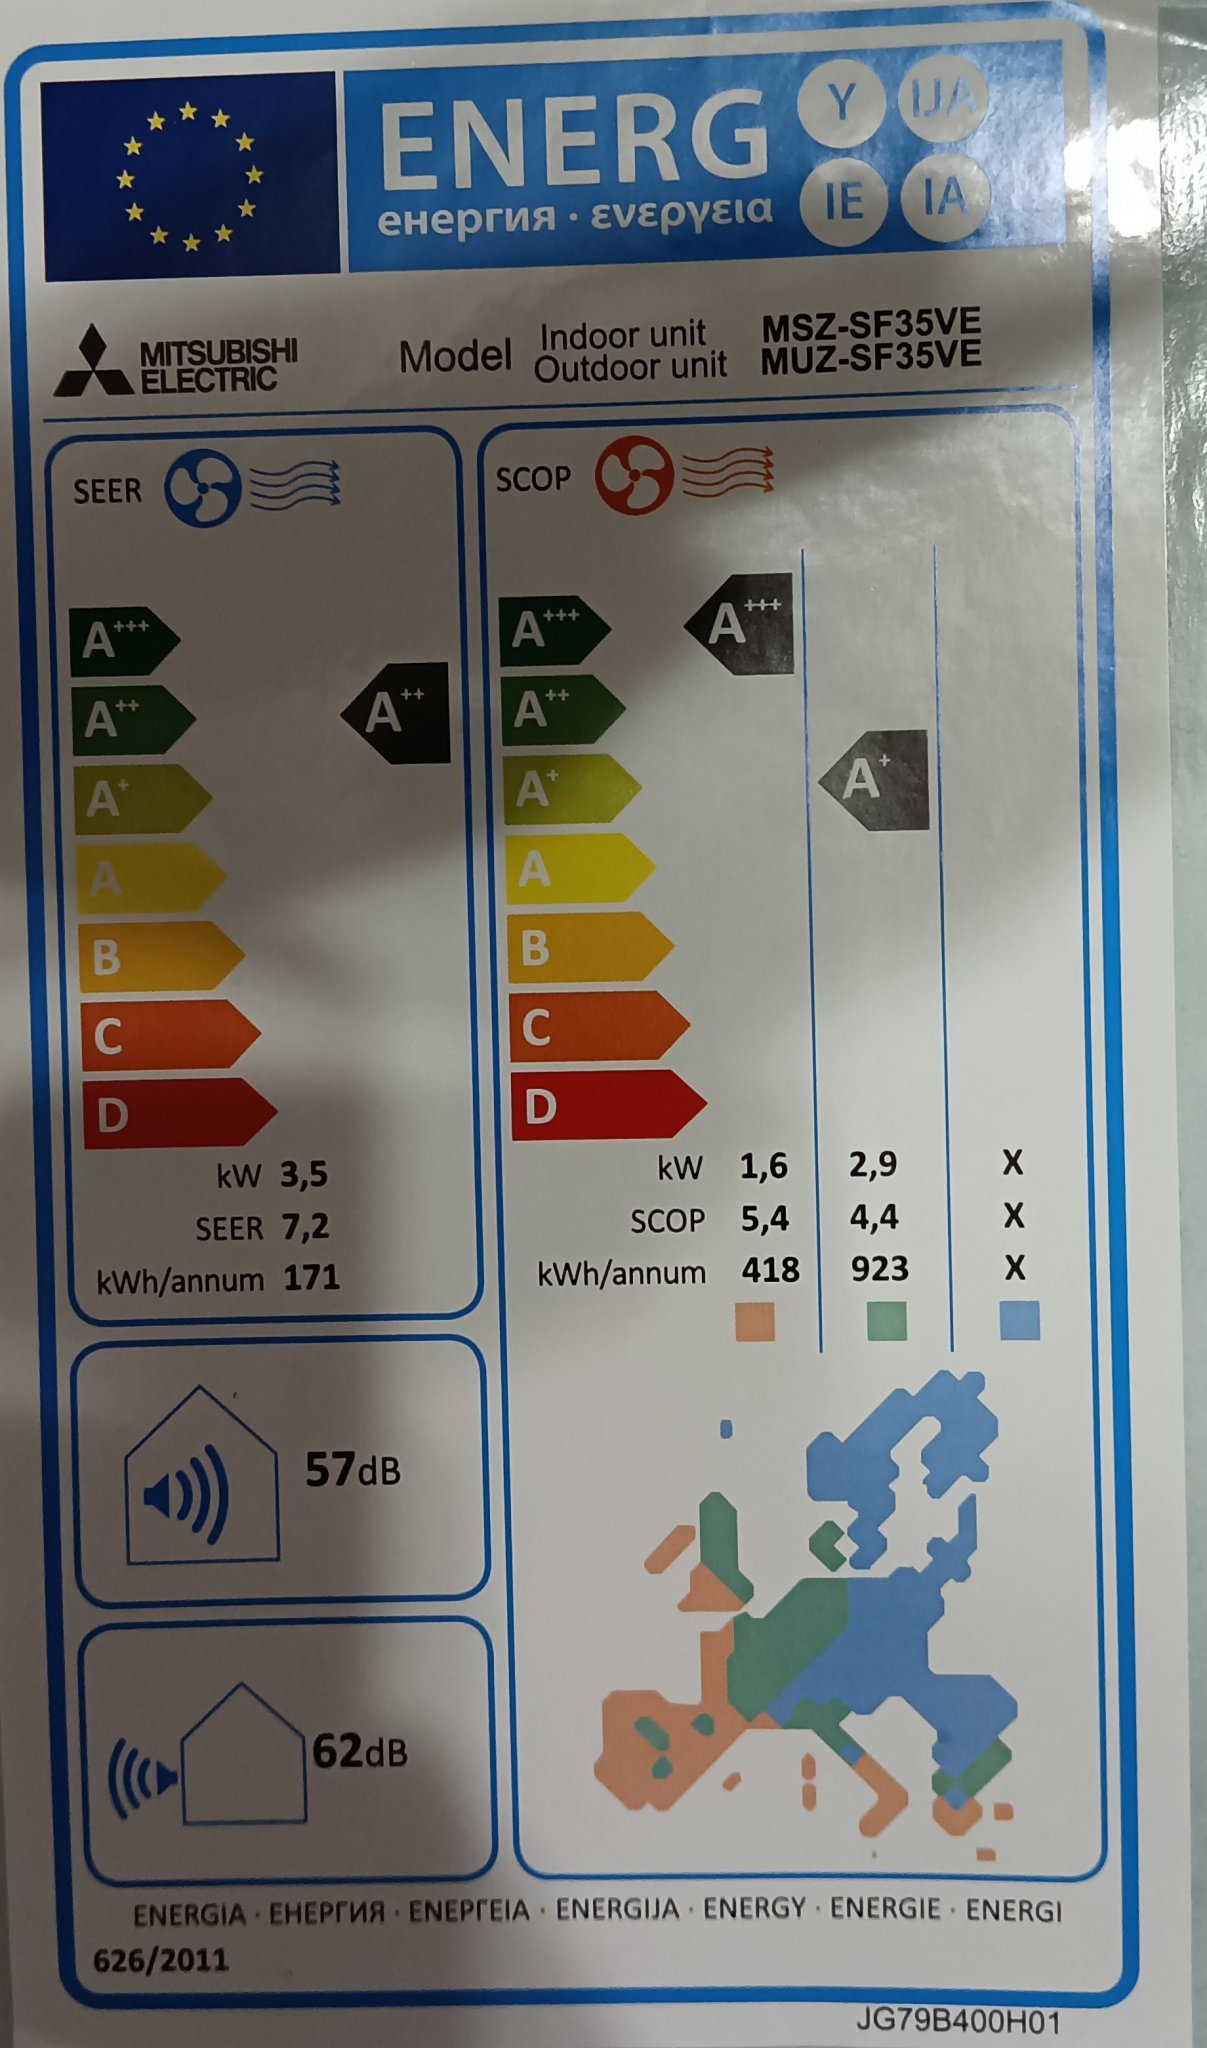 ENERG
енергия · ενεργεια
Y IJA
IE IA
MITSUBISHI
ELECTRIC
Model
Indoor unit MSZ-SF35VE
Outdoor unit MUZ-SF35VE
SEER
A+++
A++
A++
A+
A
B
C
D
kW 3,5
SEER 7,2
kWh/annum 171
SCOP
A+++
A+++
A++
A+
A+
A
B
C
D
kW 1,6 2,9 X
SCOP 5,4 4,4 X
kWh/annum 418 923 X
57dB
62dB
ENERGIA · ЕНЕРГИЯ · ΕΝΕΡΓΕΙΑ · ENERGIJA · ENERGY · ENERGIE · ENERGI
626/2011
JG79B400H01